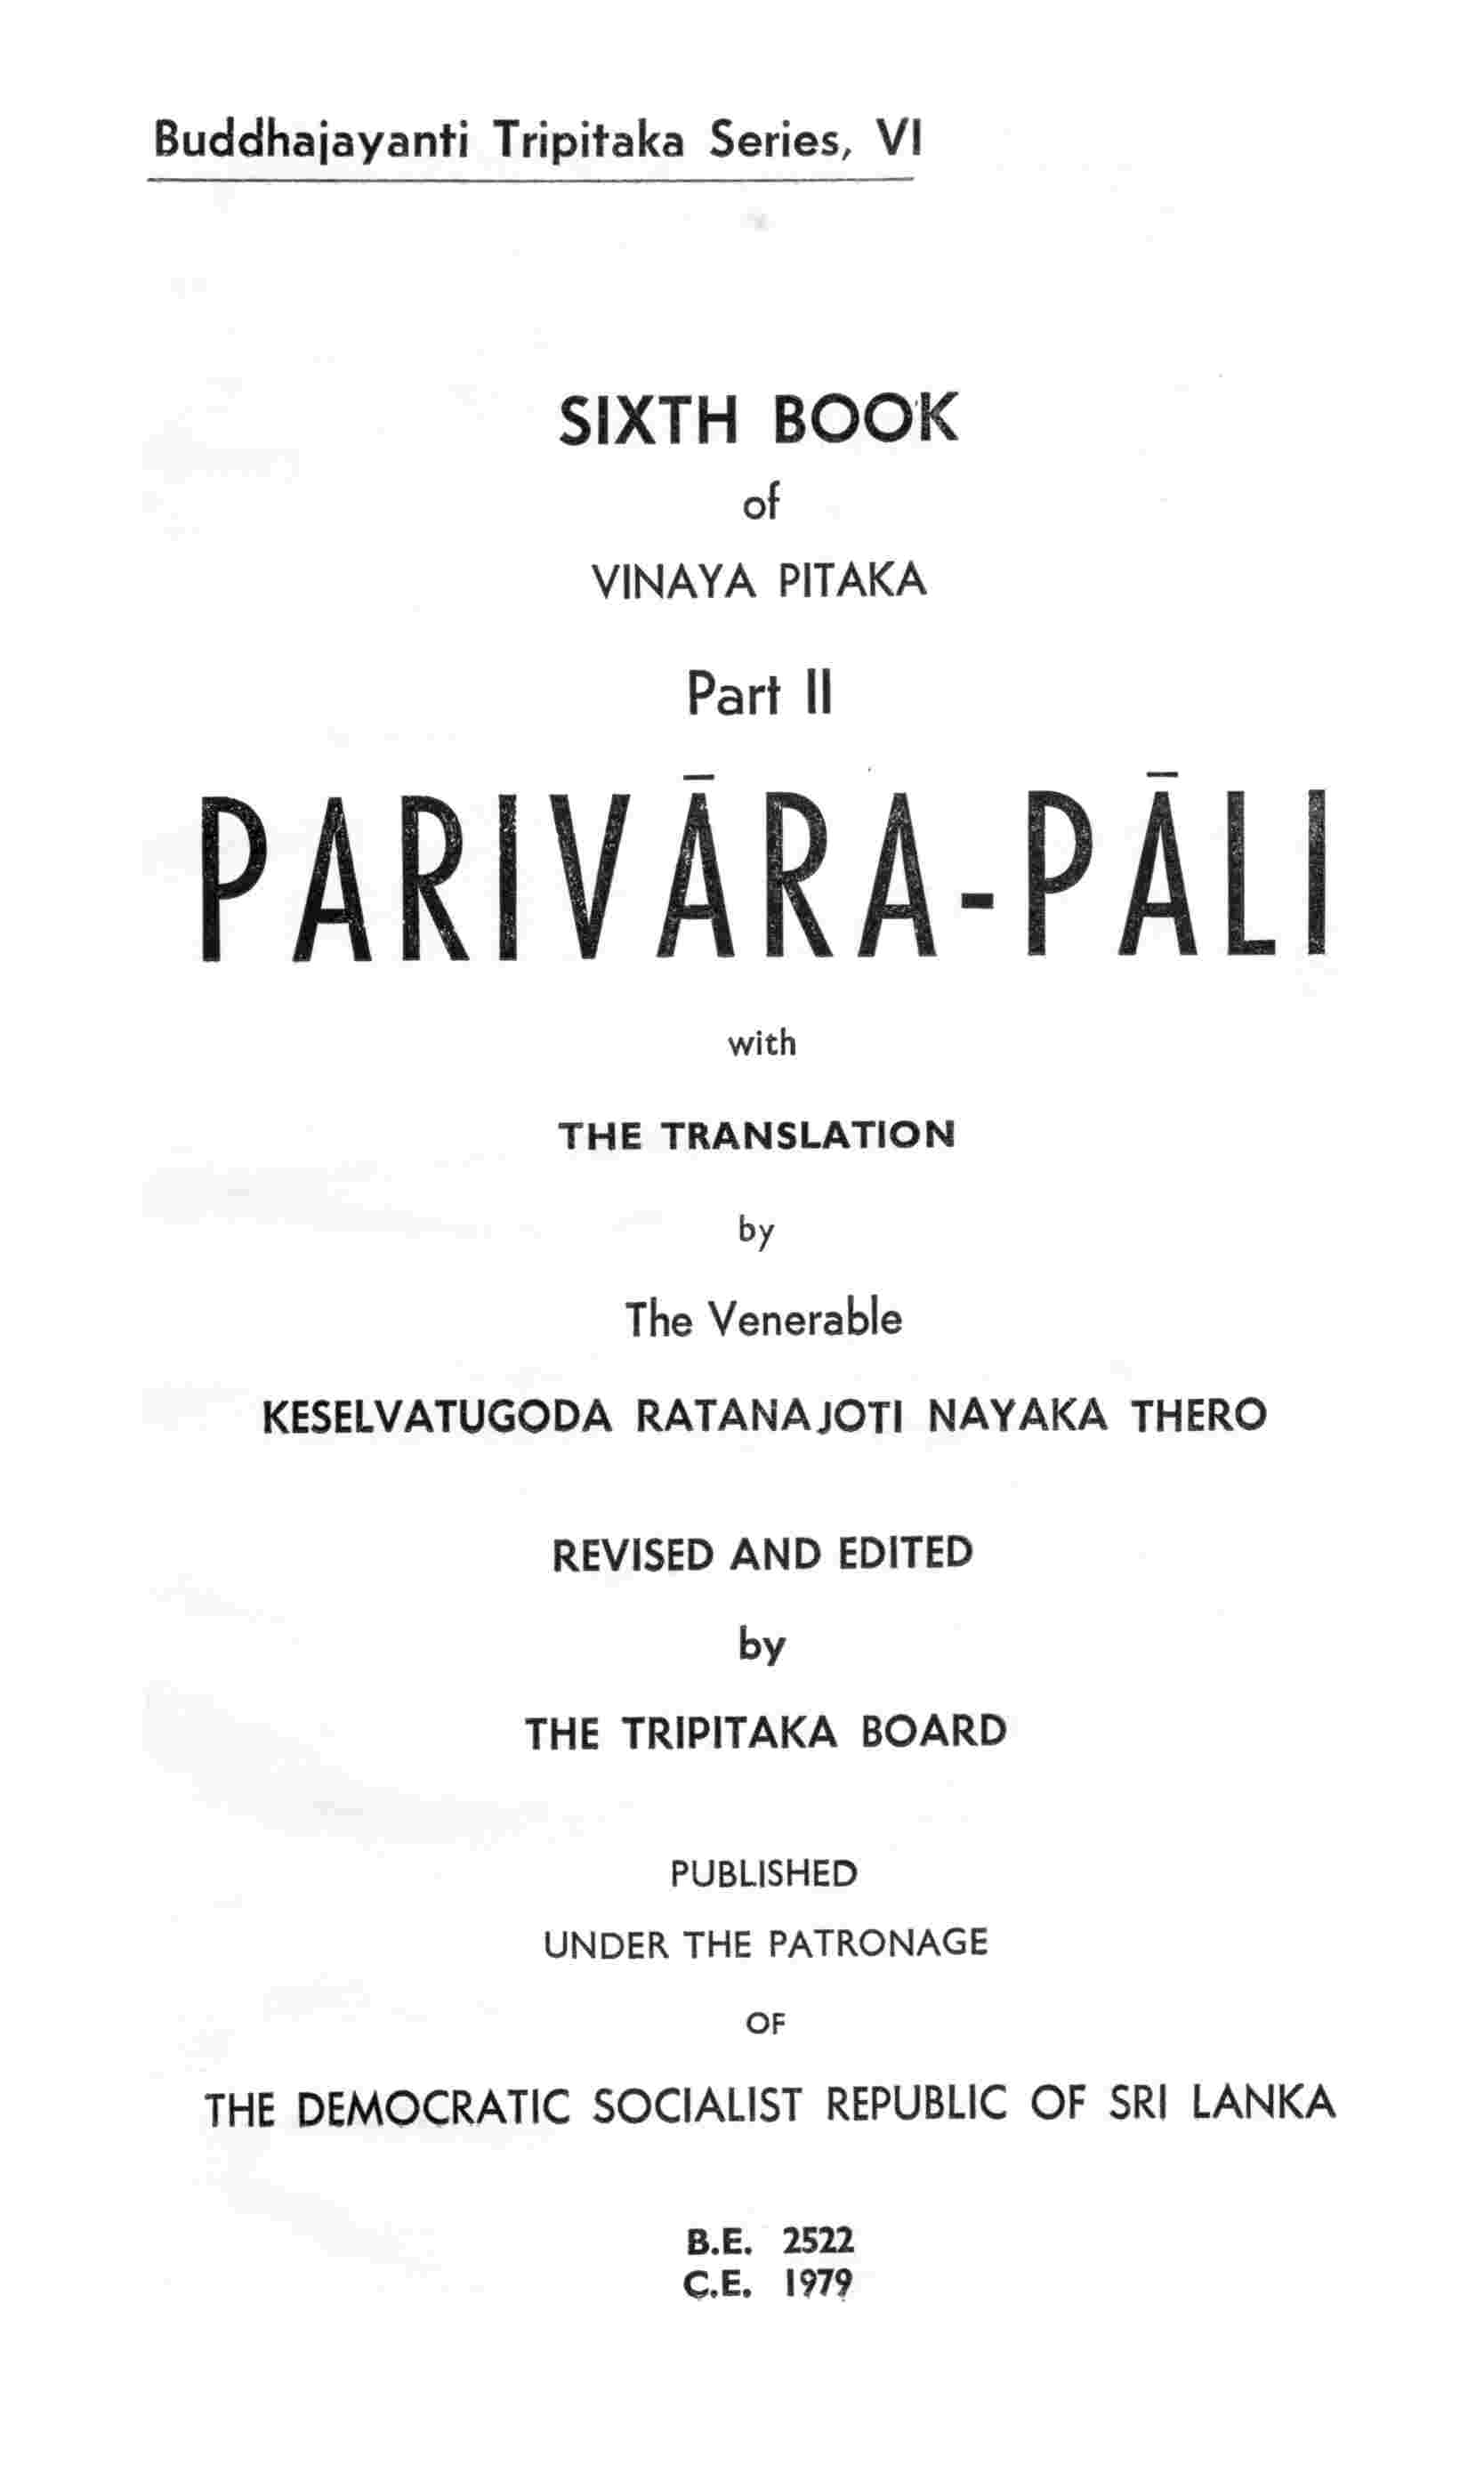 Buddhajayanti Tripitaka Series, VI
SIXTH BOOK
of
VINAYA PITAKA
Part II
PARIVĀRA-PĀLI
with
THE TRANSLATION
by
The Venerable
KESELVATUGODA RATANAJOTI NAYAKA THERO
REVISED AND EDITED
by
THE TRIPITAKA BOARD
PUBLISHED
UNDER THE PATRONAGE
OF
THE DEMOCRATIC SOCIALIST REPUBLIC OF SRI LANKA
B.E. 2522
C.E. 1979